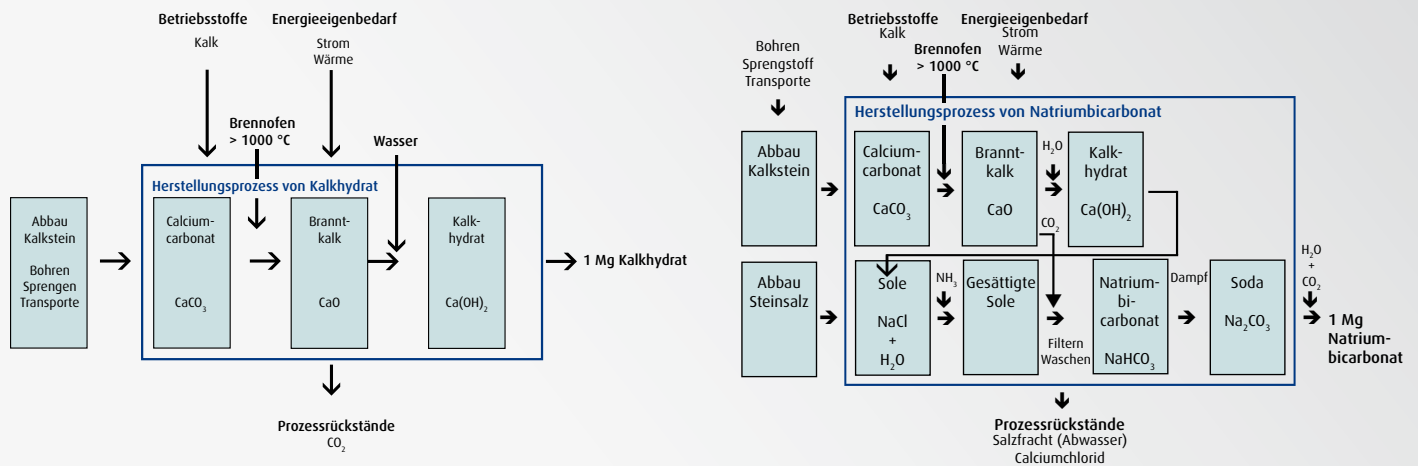 Betriebsstoffe
Kalk
Energieeigenbedarf
Strom
Wärme
Brennofen
> 1000 °C
Wasser
Herstellungsprozess von Kalkhydrat
Abbau
Kalkstein
Bohren
Sprengen
Transporte
Calcium-
carbonat
CaCO₃
Brannt-
kalk
CaO
Kalk-
hydrat
Ca(OH)₂
1 Mg Kalkhydrat
Prozessrückstände
CO₂
Bohren
Sprengstoff
Transporte
Betriebsstoffe
Kalk
Brennofen
> 1000 °C
Energieeigenbedarf
Strom
Wärme
Herstellungsprozess von Natriumbicarbonat
Abbau
Kalkstein
Calcium-
carbonat
CaCO₃
Brannt-
kalk
CaO
H₂O
CO₂
Kalk-
hydrat
Ca(OH)₂
Abbau
Steinsalz
Sole
NaCl
+
H₂O
NH₃
Gesättigte
Sole
Filtern
Waschen
Natrium-
bi-
carbonat
NaHCO₃
Dampf
Soda
Na₂CO₃
H₂O
+
CO₂
1 Mg
Natrium-
bicarbonat
Prozessrückstände
Salzfracht (Abwasser)
Calciumchlorid